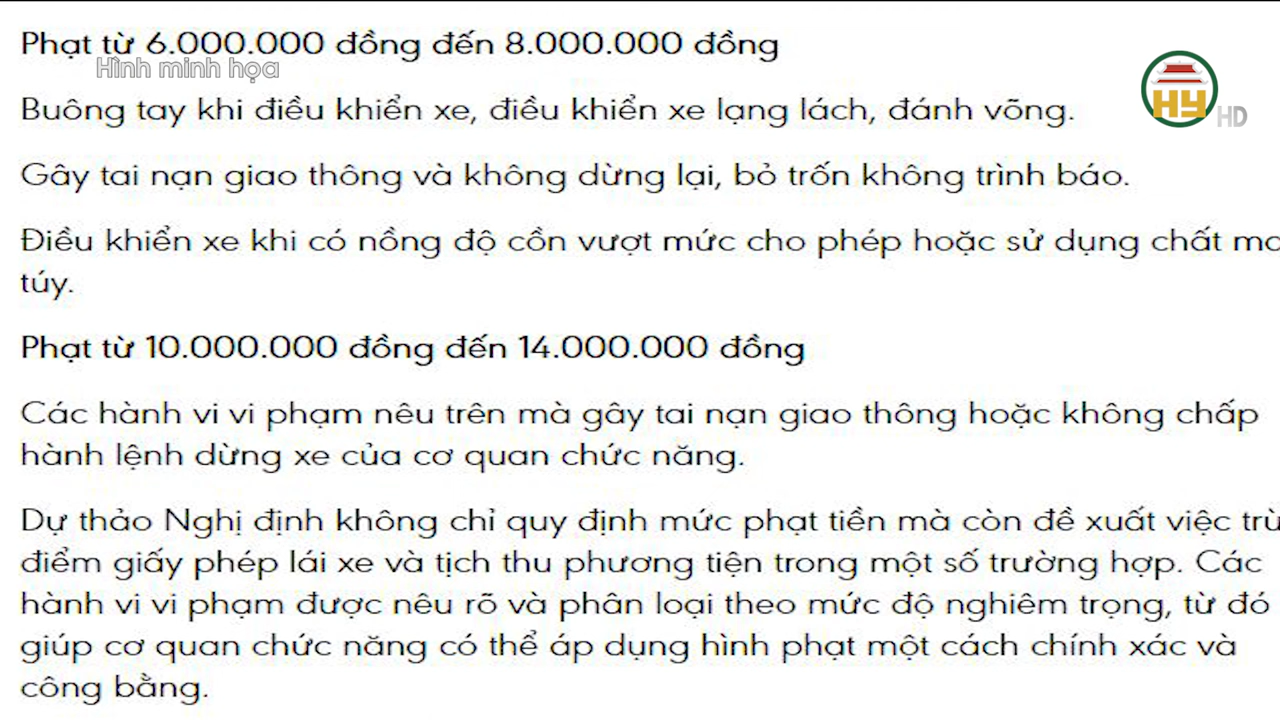 Phạt từ 6.000.000 đồng đến 8.000.000 đồng
Hình minh họa
HY HD
Buông tay khi điều khiển xe, điều khiển xe lạng lách, đánh võng.
Gây tai nạn giao thông và không dừng lại, bỏ trốn không trình báo.
Điều khiển xe khi có nồng độ cồn vượt mức cho phép hoặc sử dụng chất
túy.
Phạt từ 10.000.000 đồng đến 14.000.000 đồng
Các hành vi vi phạm nêu trên mà gây tai nạn giao thông hoặc không chấp
hành lệnh dừng xe của cơ quan chức năng.
Dự thảo Nghị định không chỉ quy định mức phạt tiền mà còn đề xuất việc trừ
điểm giấy phép lái xe và tịch thu phương tiện trong một số trường hợp. Các
hành vi vi phạm được nêu rõ và phân loại theo mức độ nghiêm trọng, từ đó
giúp cơ quan chức năng có thể áp dụng hình phạt một cách chính xác và
công bằng.